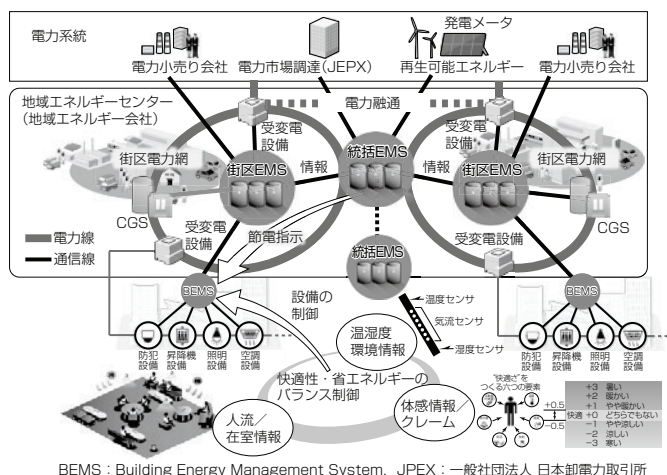 電力系統
発電メータ
電力小売り会社
電力市場調達(JEPX)
再生可能エネルギー
電力小売り会社
地域エネルギーセンター
(地域エネルギー会社)
電力融通
受変電
設備
受変電
設備
街区電力網
街区EMS
情報
統括EMS
情報
街区EMS
街区電力網
CGS
CGS
受変電
設備
節電指示
受変電
設備
電力線
通信線
統括EMS
BEMS
BEMS
設備の
制御
温度センサ
気流センサ
湿度センサ
温湿度
環境情報
防犯
設備
昇降機
設備
照明
設備
空調
設備
防犯
設備
昇降機
設備
照明
設備
空調
設備
快適性・省エネルギーの
バランス制御
人流/
在室情報
体感情報/
クレーム
"快適さ"を
つくる六つの要素
快適
+0.5
−0.5
+3 暑い
+2 暖かい
+1 やや暖かい
+0 どちらでもない
−1 やや涼しい
−2 涼しい
−3 寒い
BEMS:Building Energy Management System, JPEX:一般社団法人 日本卸電力取引所